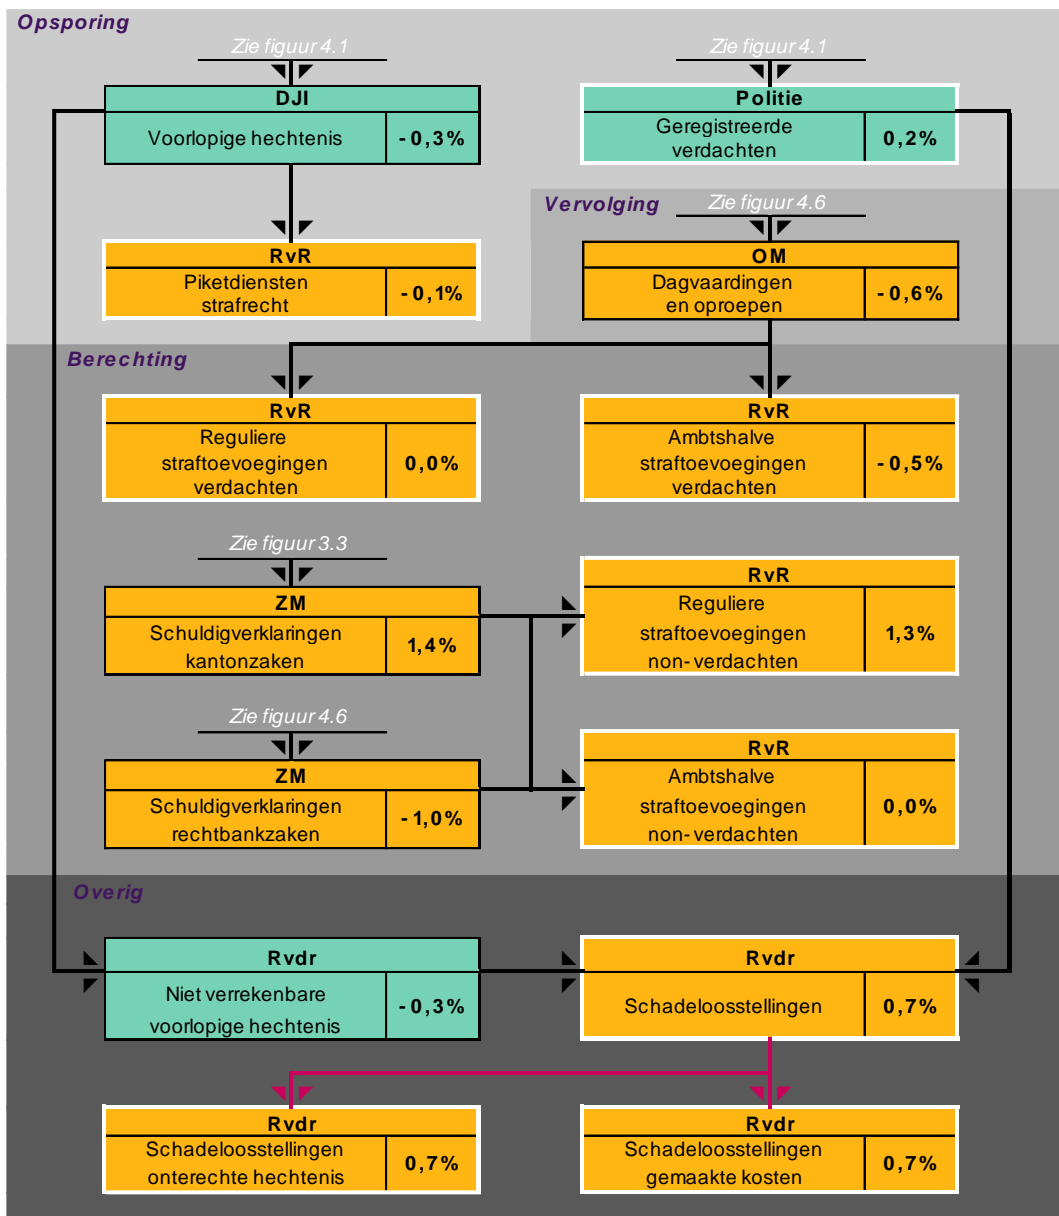 Opsporing
Zie figuur 4.1
Zie figuur 4.1
DJI
Voorlopige hechtenis
-0,3%
Politie
Geregistreerde
verdachten
0,2%
Vervolging
Zie figuur 4.6
RvR
Piketdiensten
strafrecht
-0,1%
OM
Dagvaardingen
en oproepen
-0,6%
Berechting
RvR
Reguliere
straftoevoegingen
verdachten
0,0%
RvR
Ambtshalve
straftoevoegingen
verdachten
-0,5%
Zie figuur 3.3
ZM
Schuldigverklaringen
kantonzaken
1,4%
RvR
Reguliere
straftoevoegingen
non-verdachten
1,3%
Zie figuur 4.6
ZM
Schuldigverklaringen
rechtbankzaken
-1,0%
RvR
Ambtshalve
straftoevoegingen
non-verdachten
0,0%
Overig
Rvdr
Niet verrekenbare
voorlopige hechtenis
-0,3%
Rvdr
Schadeloosstellingen
0,7%
Rvdr
Schadeloosstellingen
onterechte hechtenis
0,7%
Rvdr
Schadeloosstellingen
gemaakte kosten
0,7%